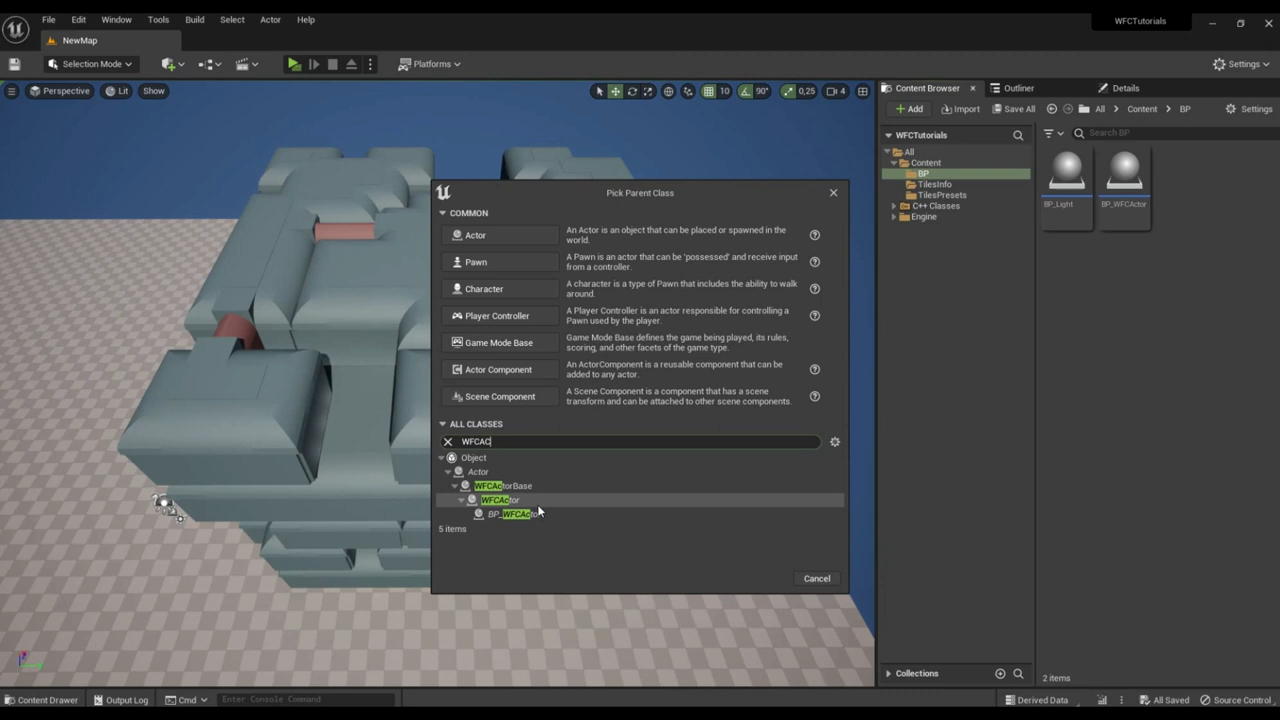 File Edit Window Tools Build Select Actor Help
WFCTutorials
NewMap
Selection Mode
Platforms
Settings
Perspective
Lit
Show
10
90°
0,25
4
Content Browser
Outliner
Details
Add
Import
Save All
All > Content > BP
Settings
WFCTutorials
Search BP
All
Content
BP
TilesInfo
TilesPresets
C++ Classes
Engine
BP_Light
BP_WFCActor
Pick Parent Class
COMMON
Actor
An Actor is an object that can be placed or spawned in the
world.
Pawn
A Pawn is an actor that can be 'possessed' and receive input
from a controller.
Character
A character is a type of Pawn that includes the ability to walk
around.
Player Controller
A Player Controller is an actor responsible for controlling a
Pawn used by the player.
Game Mode Base
Game Mode Base defines the game being played, its rules,
scoring, and other facets of the game type.
Actor Component
An ActorComponent is a reusable component that can be
added to any actor.
Scene Component
A Scene Component is a component that has a scene
transform and can be attached to other scene components.
ALL CLASSES
WFCAC
Object
Actor
WFCActorBase
WFCActor
BP_WFCActor
5 items
Cancel
Collections
2 items
Content Drawer
Output Log
Cmd
Enter Console Command
Derived Data
All Saved
Source Control